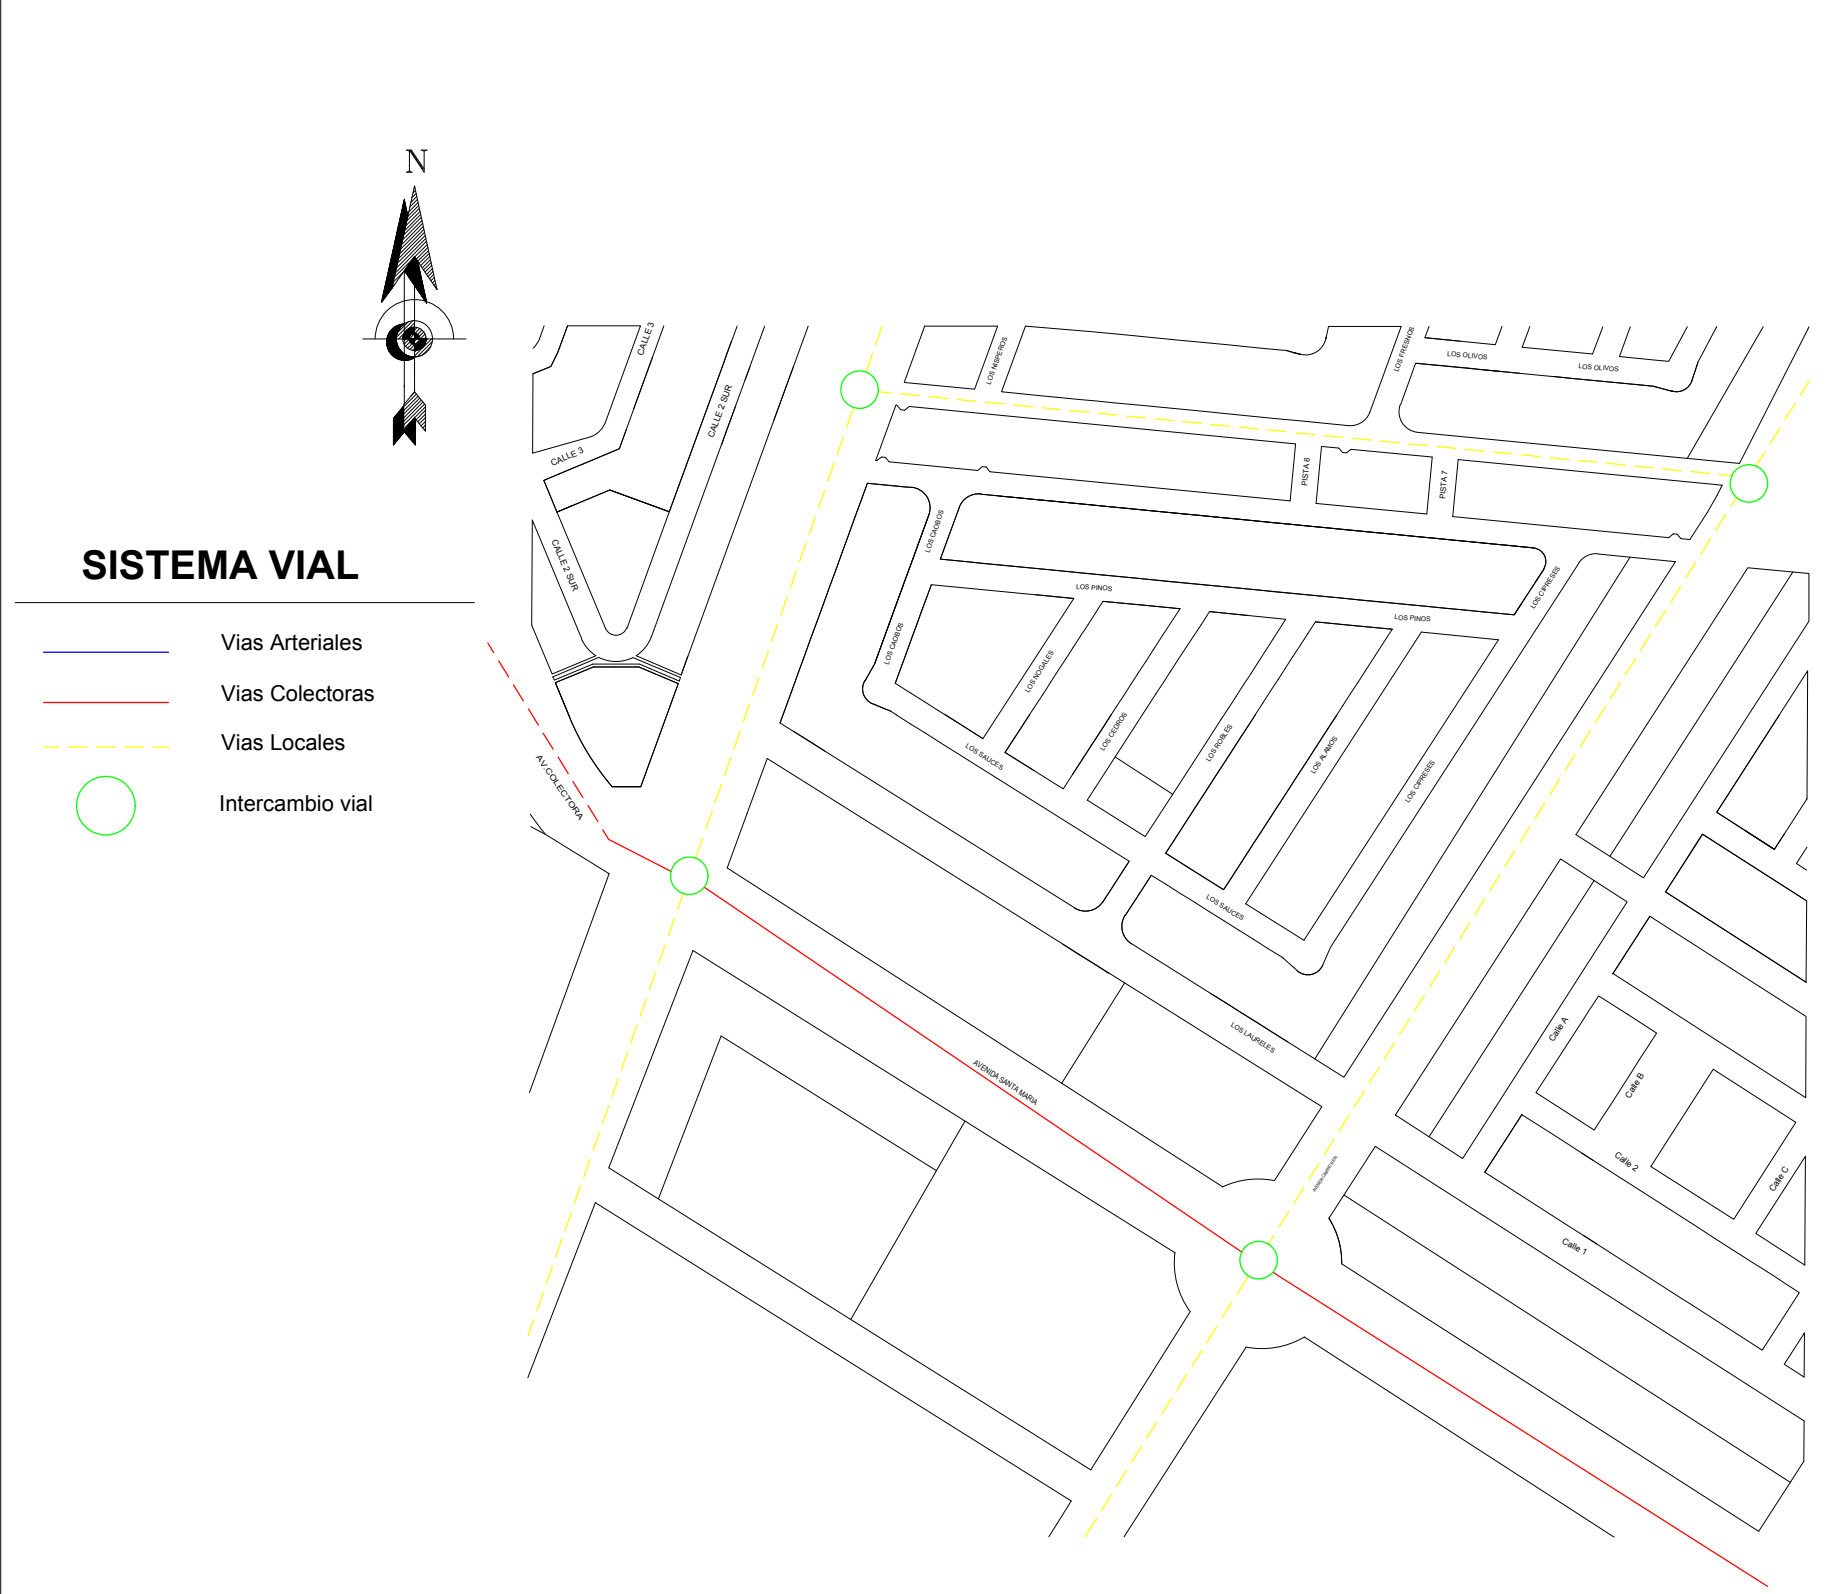 N
SISTEMA VIAL
Vias Arteriales
Vias Colectoras
Vias Locales
Intercambio vial
CALLE 3
CALLE 3
CALLE 2 SUR
CALLE 2 SUR
AV.COLECTORA
LOS NISPEROS
LOS FRESNOS
LOS OLIVOS
LOS OLIVOS
PISTA 6
PISTA 7
LOS CAOBOS
LOS CAOBOS
LOS PINOS
LOS PINOS
LOS CIPRESES
LOS NOGALES
LOS CEDROS
LOS ROBLES
LOS ALAMOS
LOS CIPRESES
LOS SAUCES
LOS SAUCES
LOS LAURELES
AVENIDA SANTA MARIA
AVENIDA
Calle A
Calle B
Calle 2
Calle C
Calle 1